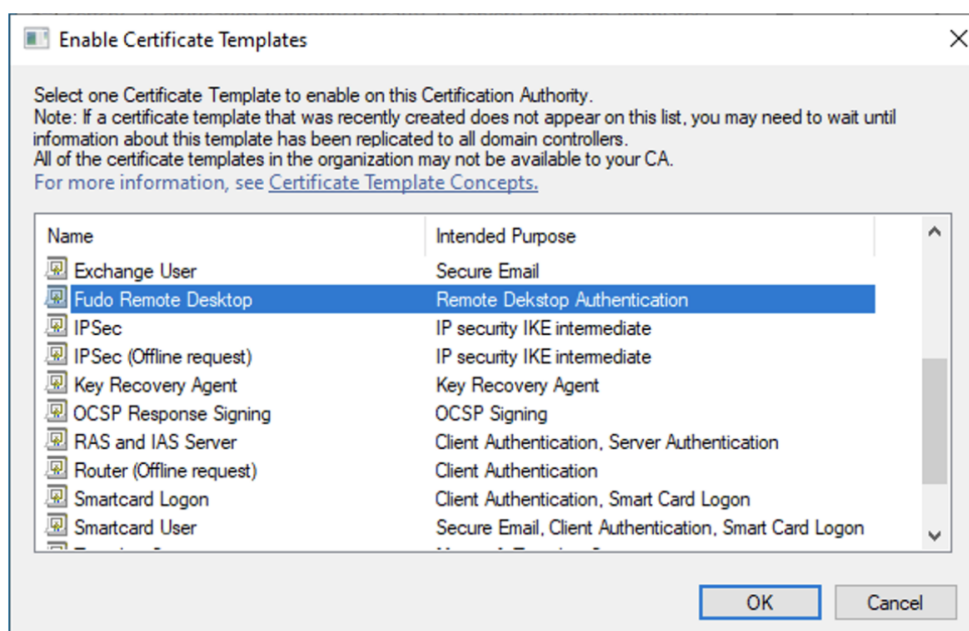 Enable Certificate Templates
Select one Certificate Template to enable on this Certification Authority.
Note: If a certificate template that was recently created does not appear on this list, you may need to wait until
information about this template has been replicated to all domain controllers.
All of the certificate templates in the organization may not be available to your CA.
For more information, see Certificate Template Concepts.
Name Intended Purpose
Exchange User Secure Email
Fudo Remote Desktop Remote Dekstop Authentication
IPSec IP security IKE intermediate
IPSec (Offline request) IP security IKE intermediate
Key Recovery Agent Key Recovery Agent
OCSP Response Signing OCSP Signing
RAS and IAS Server Client Authentication, Server Authentication
Router (Offline request) Client Authentication
Smartcard Logon Client Authentication, Smart Card Logon
Smartcard User Secure Email, Client Authentication, Smart Card Logon
OK Cancel